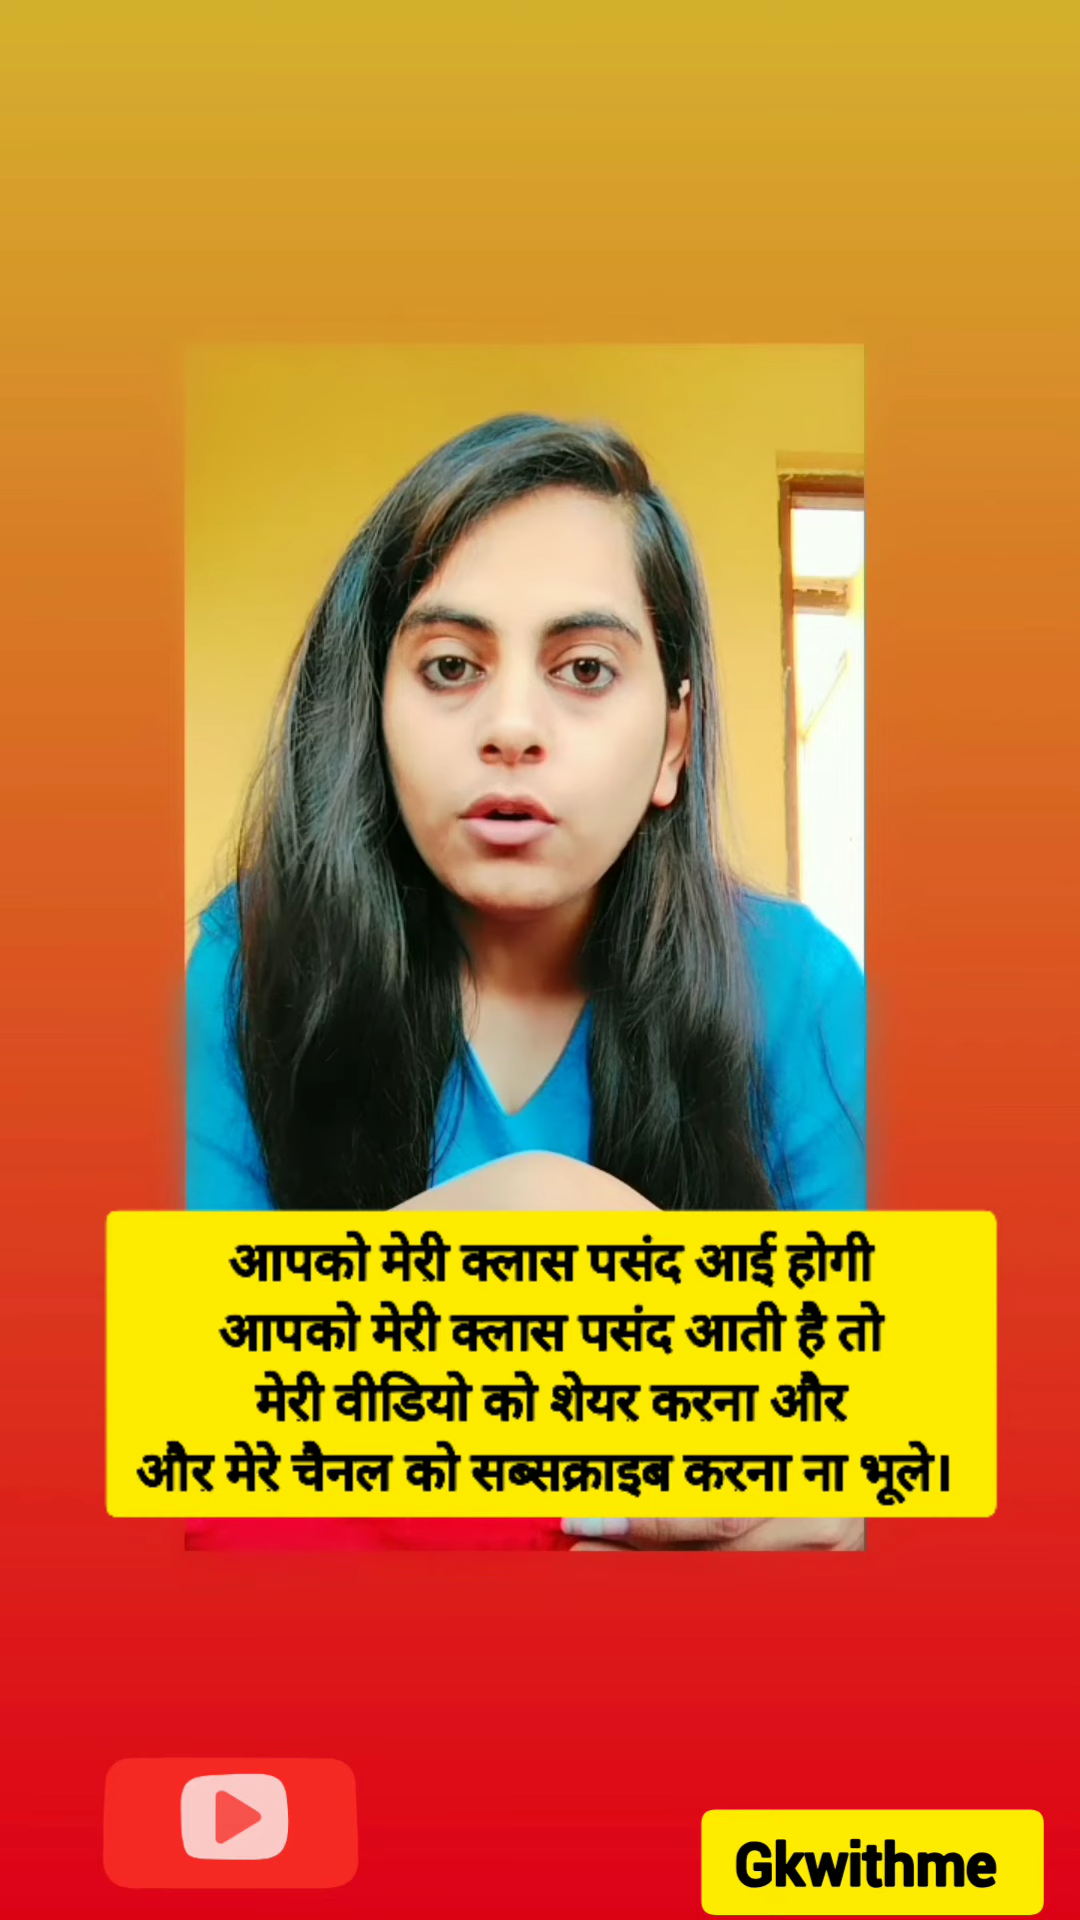 आपको मेरी क्लास पसंद आई होगी
आपको मेरी क्लास पसंद आती है तो
मेरी वीडियो को शेयर करना और
और मेरे चैनल को सब्सक्राइब करना ना भूले।
Gkwithme